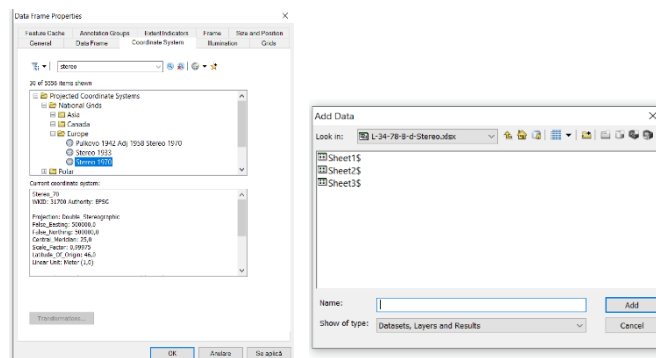 Data Frame Properties
Feature Cache Annotation Groups Extent Indicators Frame Size and Position
General Data Frame Coordinate System Illumination Grids
stereo
30 of 5556 items shown
Projected Coordinate Systems
National Grids
Asia
Canada
Europe
Pulkovo 1942 Adj 1958 Stereo 1970
Stereo 1933
Stereo 1970
Polar
Current coordinate system:
Stereo_70
WKID: 31700 Authority: EPSG
Projection: Double_Stereographic
False_Easting: 500000,0
False_Northing: 500000,0
Central_Meridian: 25,0
Scale_Factor: 0,99975
Latitude_Of_Origin: 46,0
Linear Unit: Meter (1,0)
Transformations...
OK Anulare Se aplică
Add Data
Look in: L-34-78-B-d-Stereo.xlsx
Sheet1$
Sheet2$
Sheet3$
Name: Add
Show of type: Datasets, Layers and Results Cancel